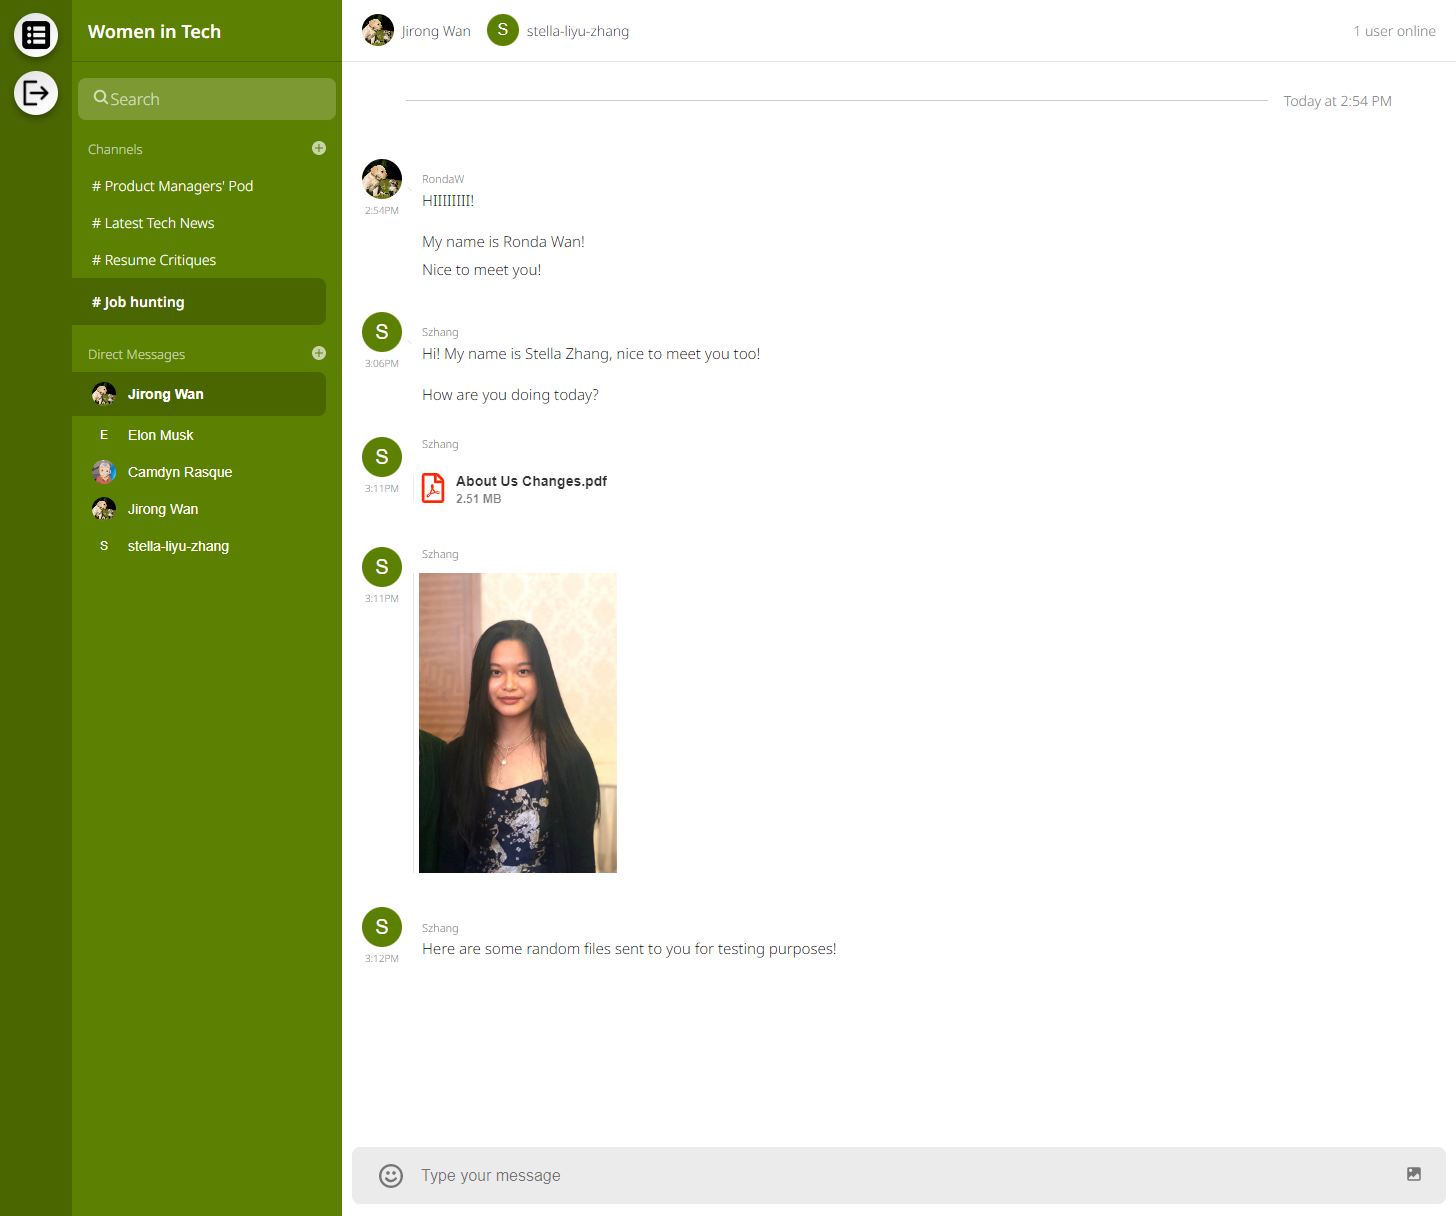 Women in Tech
Search
Channels
# Product Managers' Pod
# Latest Tech News
# Resume Critiques
# Job hunting
Direct Messages
Jirong Wan
E Elon Musk
Camdyn Rasque
Jirong Wan
S stella-liyu-zhang
Jirong Wan S stella-liyu-zhang 1 user online
Today at 2:54 PM
RondaW
HIIIIIIII!
2:54PM
My name is Ronda Wan!
Nice to meet you!
S Szhang
Hi! My name is Stella Zhang, nice to meet you too!
3:06PM
How are you doing today?
S Szhang
About Us Changes.pdf
3:11PM
2.51 MB
S Szhang
3:11PM
S Szhang
Here are some random files sent to you for testing purposes!
3:12PM
Type your message